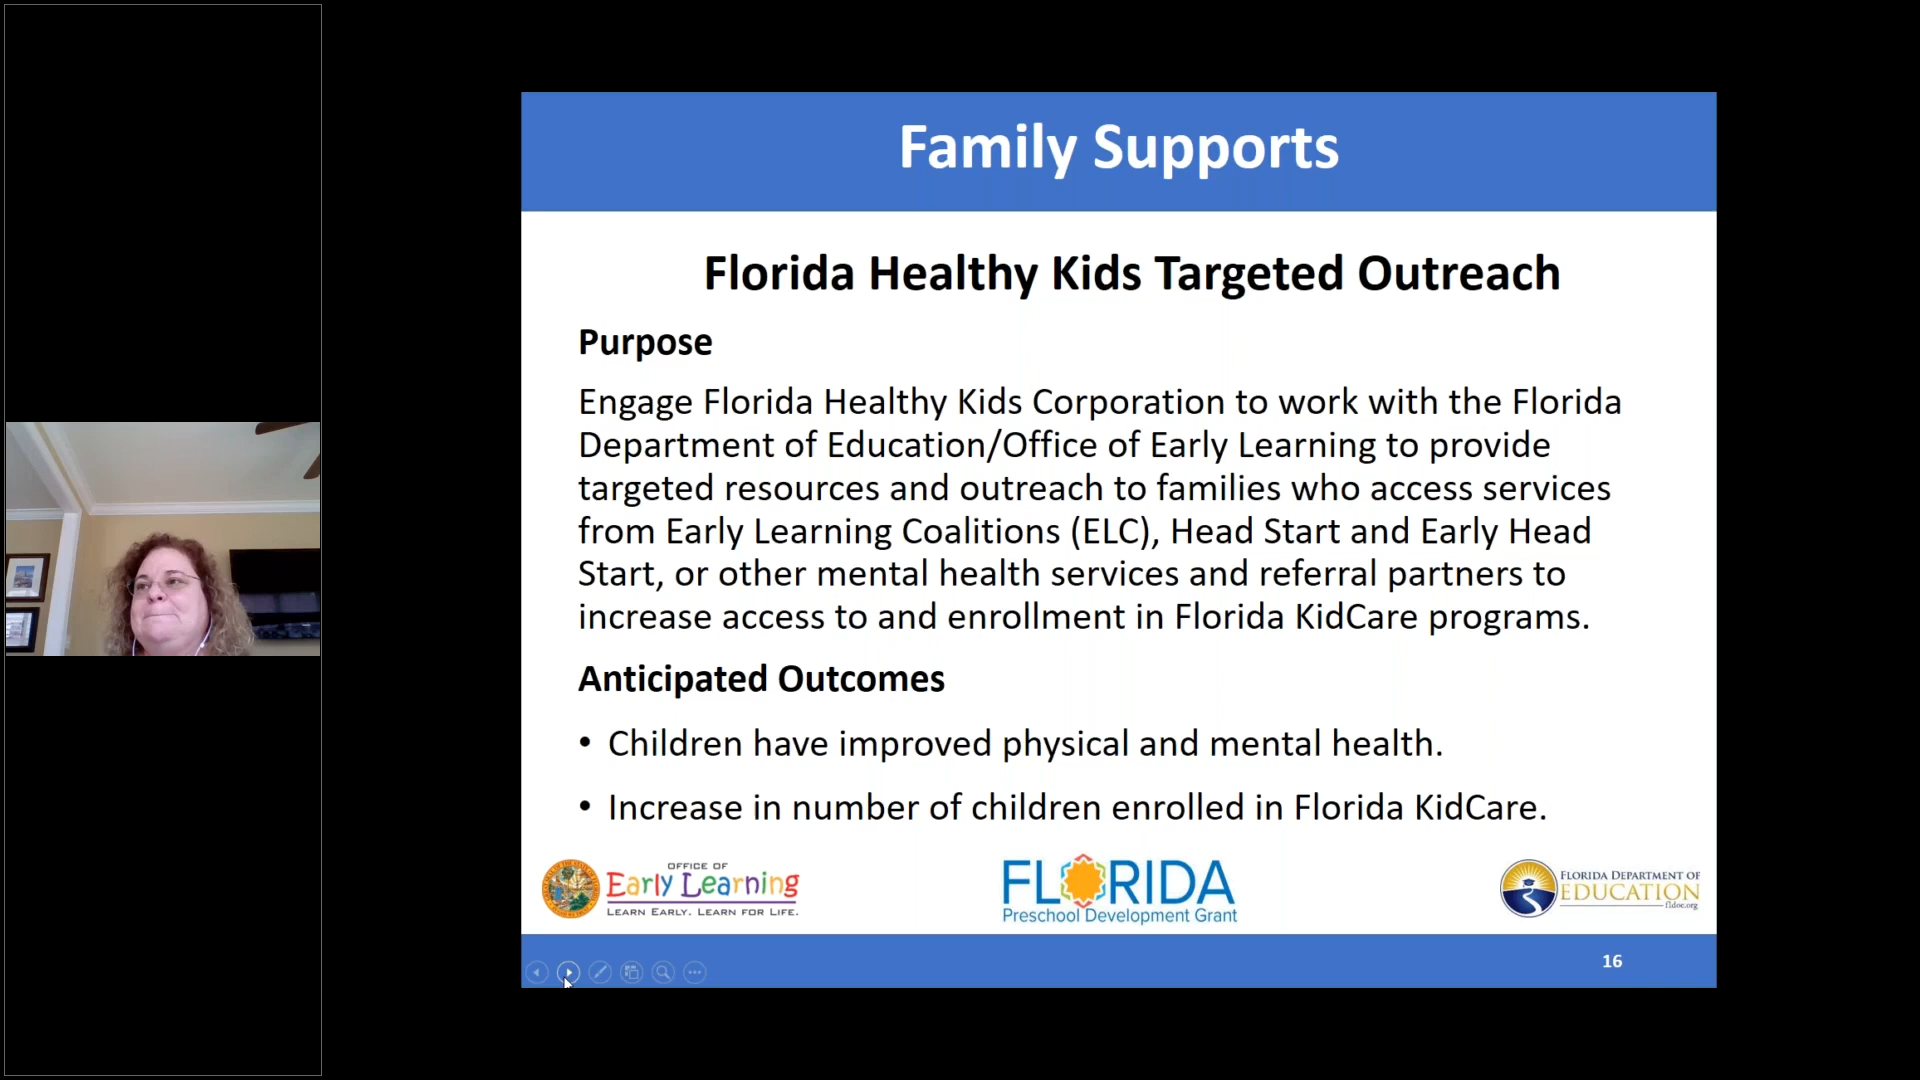 Family Supports
Florida Healthy Kids Targeted Outreach
Purpose
Engage Florida Healthy Kids Corporation to work with the Florida
Department of Education/Office of Early Learning to provide
targeted resources and outreach to families who access services
from Early Learning Coalitions (ELC), Head Start and Early Head
Start, or other mental health services and referral partners to
increase access to and enrollment in Florida KidCare programs.
Anticipated Outcomes
• Children have improved physical and mental health.
• Increase in number of children enrolled in Florida KidCare.
OFFICE OF
Early Learning
LEARN EARLY. LEARN FOR LIFE.
FLORIDA
Preschool Development Grant
FLORIDA DEPARTMENT OF
EDUCATION
fldoe.org
16